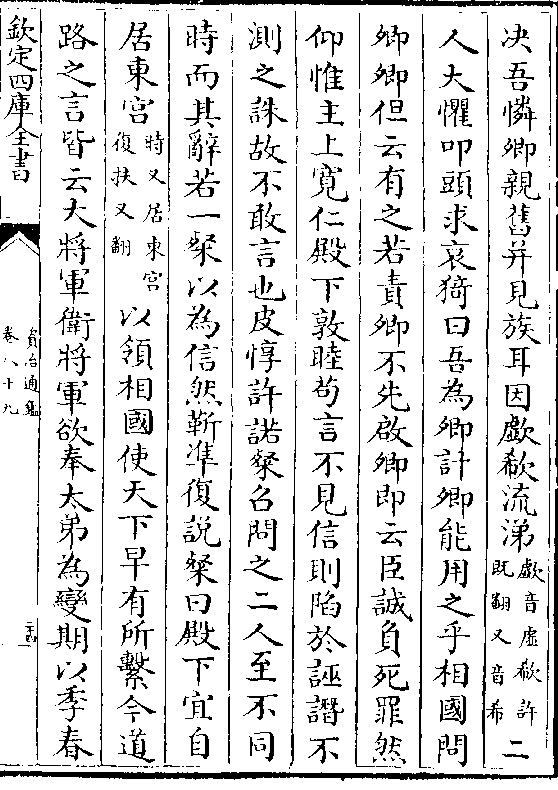 决吾憐卿親舊并見族耳因歔欷流涕歔音虛欷許既翻又音希二
人大懼叩頭求哀猗曰吾為卿計卿能用之乎相國問
卿卿但云有之若責卿不先啟卿即云臣誠負死罪然
仰惟主上寛仁殿下敦睦苟言不見信則陷於誣譖不
測之誅故不敢言也皮惇許諾粲召問之二人至不同
時而其辭若一粲以為信然靳凖復說粲曰殿下宜自
居東宮時又居東宮復扶又翻以領相國使天下早有所繫今道
路之言皆云大將軍衛將軍欲奉太弟為變期以季春
欽定四庫全書
資治通鑑
卷八十九